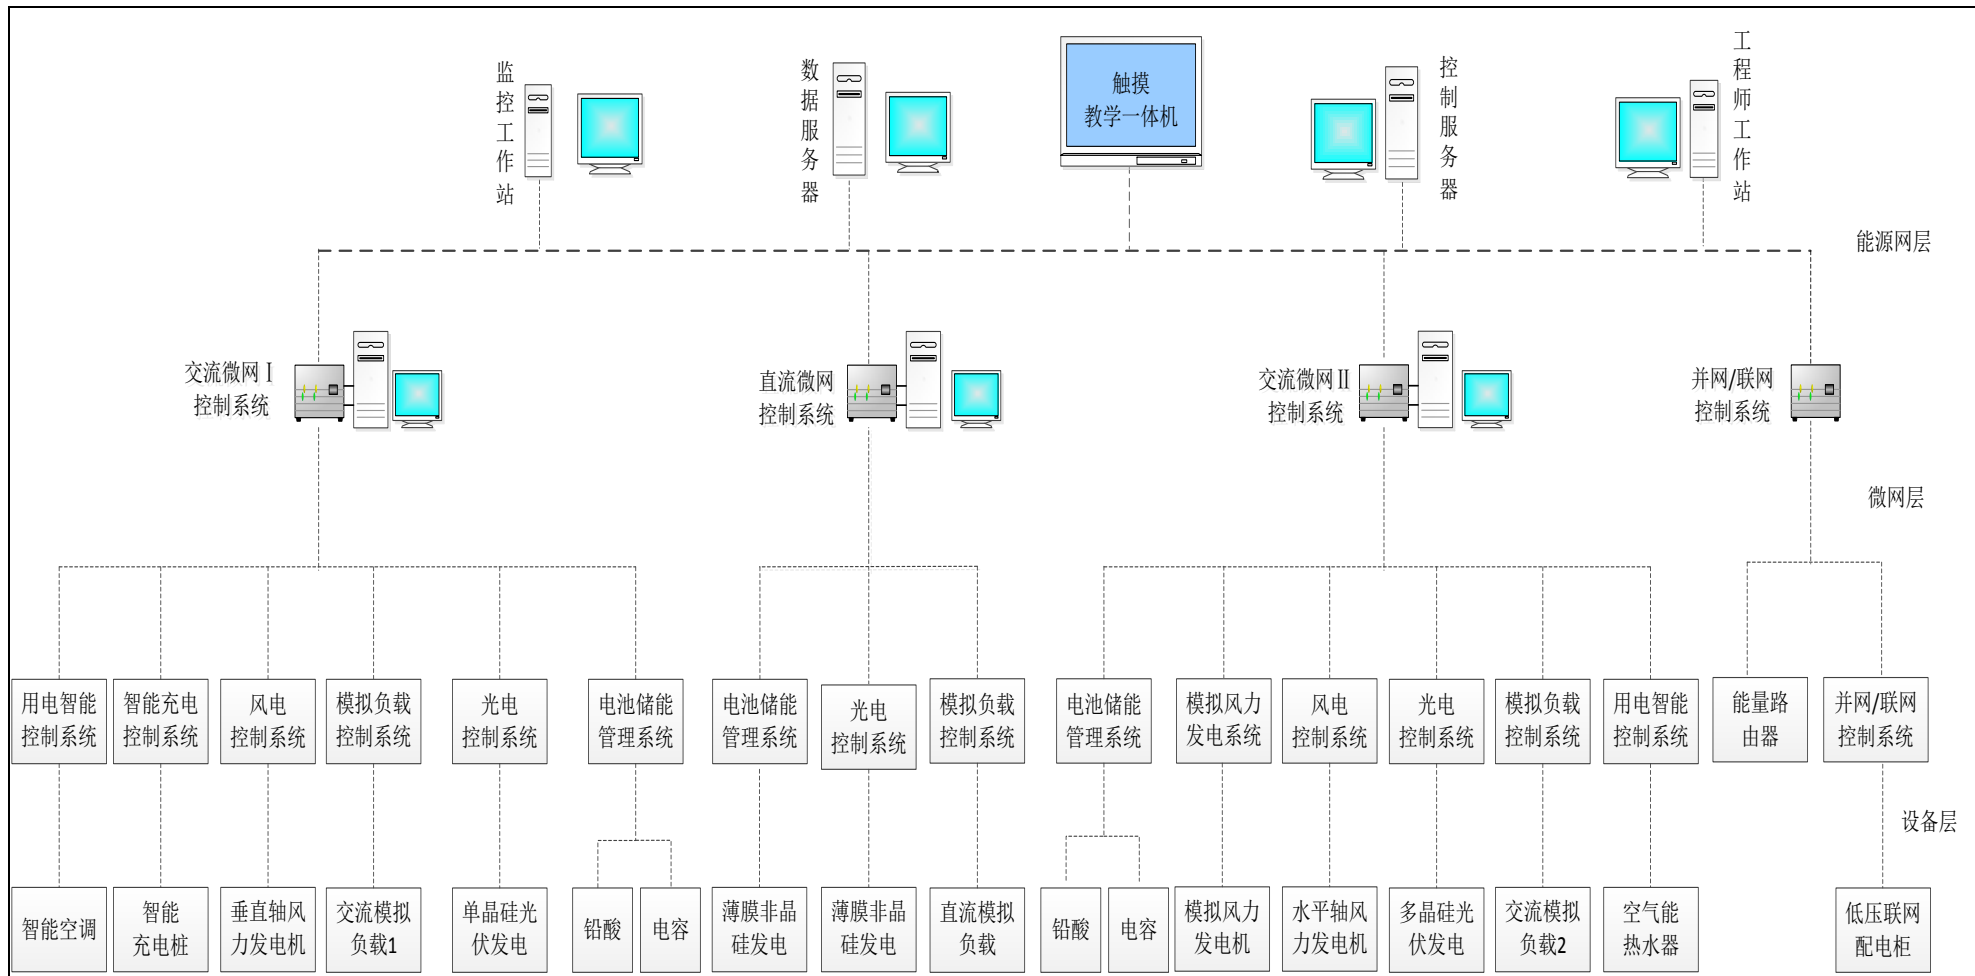 监控工作站
数据服务器
触摸
教学一体机
控制服务器
工程师工作站
能源网层
交流微网Ⅰ
控制系统
直流微网
控制系统
交流微网Ⅱ
控制系统
并网/联网
控制系统
微网层
用电智能
控制系统
智能充电
控制系统
风电
控制系统
模拟负载
控制系统
光电
控制系统
电池储能
管理系统
电池储能
管理系统
光电
控制系统
模拟负载
控制系统
电池储能
管理系统
模拟风力
发电系统
风电
控制系统
光电
控制系统
模拟负载
控制系统
用电智能
控制系统
能量路
由器
并网/联网
控制系统
设备层
智能空调
智能
充电桩
垂直轴风
力发电机
交流模拟
负载1
单晶硅光
伏发电
铅酸
电容
薄膜非晶
硅发电
薄膜非晶
硅发电
直流模拟
负载
铅酸
电容
模拟风力
发电机
水平轴风
力发电机
多晶硅光
伏发电
交流模拟
负载2
空气能
热水器
低压联网
配电柜